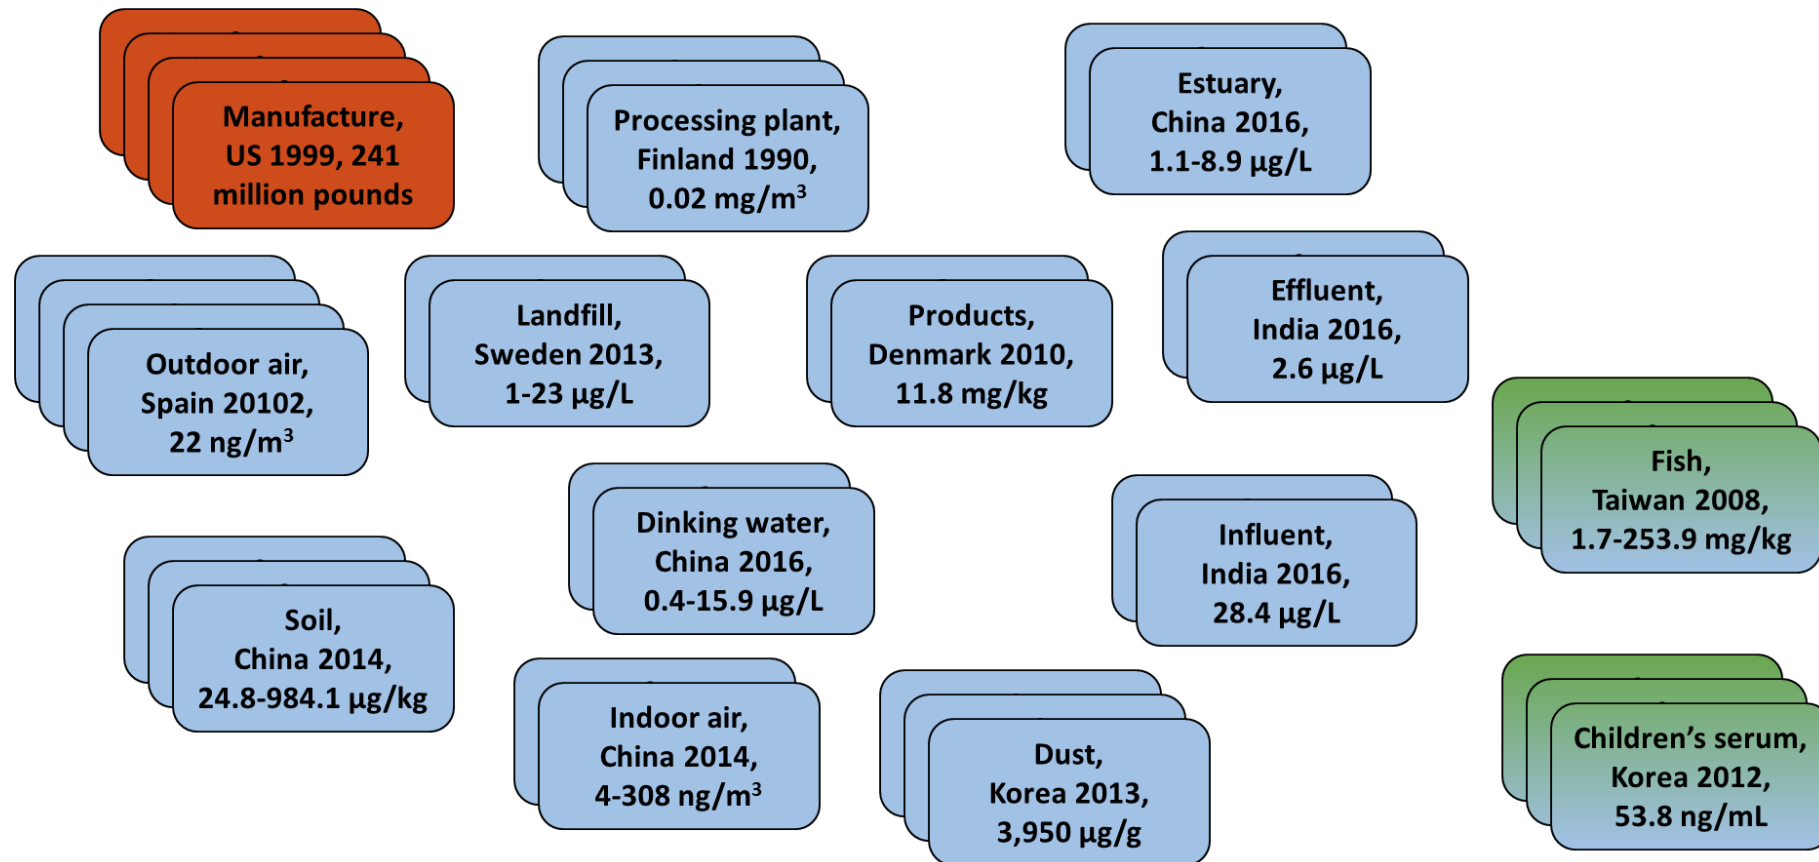 Manufacture,
US 1999, 241
million pounds
Processing plant,
Finland 1990,
0.02 mg/m³
Estuary,
China 2016,
1.1-8.9 µg/L
Outdoor air,
Spain 20102,
22 ng/m³
Landfill,
Sweden 2013,
1-23 µg/L
Products,
Denmark 2010,
11.8 mg/kg
Effluent,
India 2016,
2.6 µg/L
Fish,
Taiwan 2008,
1.7-253.9 mg/kg
Dinking water,
China 2016,
0.4-15.9 µg/L
Influent,
India 2016,
28.4 µg/L
Soil,
China 2014,
24.8-984.1 µg/kg
Indoor air,
China 2014,
4-308 ng/m³
Dust,
Korea 2013,
3,950 µg/g
Children’s serum,
Korea 2012,
53.8 ng/mL